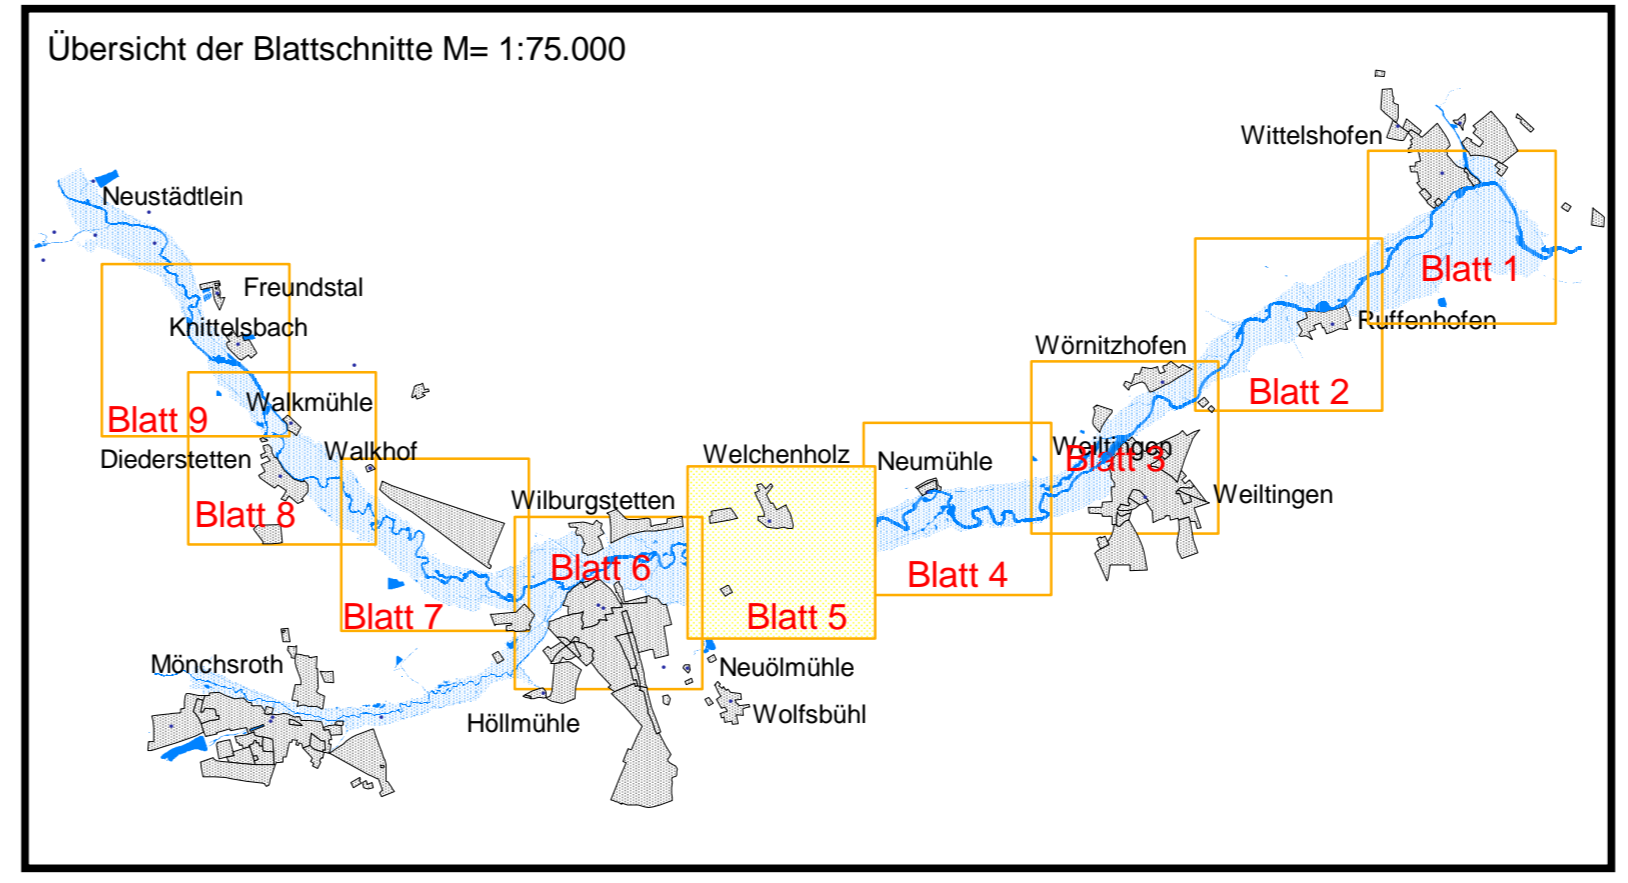 Übersicht der Blattschnitte M= 1:75.000
Wittelshofen
Neustädtlein
Blatt 1
Freundstal
Ruffenhofen
Knittelsbach
Wörnitzhofen
Blatt 2
Walkmühle
Blatt 9
Weiltingen
Blatt 3
Diederstetten
Walkhof
Welchenholz
Neumühle
Weiltingen
Wilburgstetten
Blatt 8
Blatt 6
Blatt 4
Blatt 7
Blatt 5
Mönchsroth
Neuölmühle
Höllmühle
Wolfsbühl